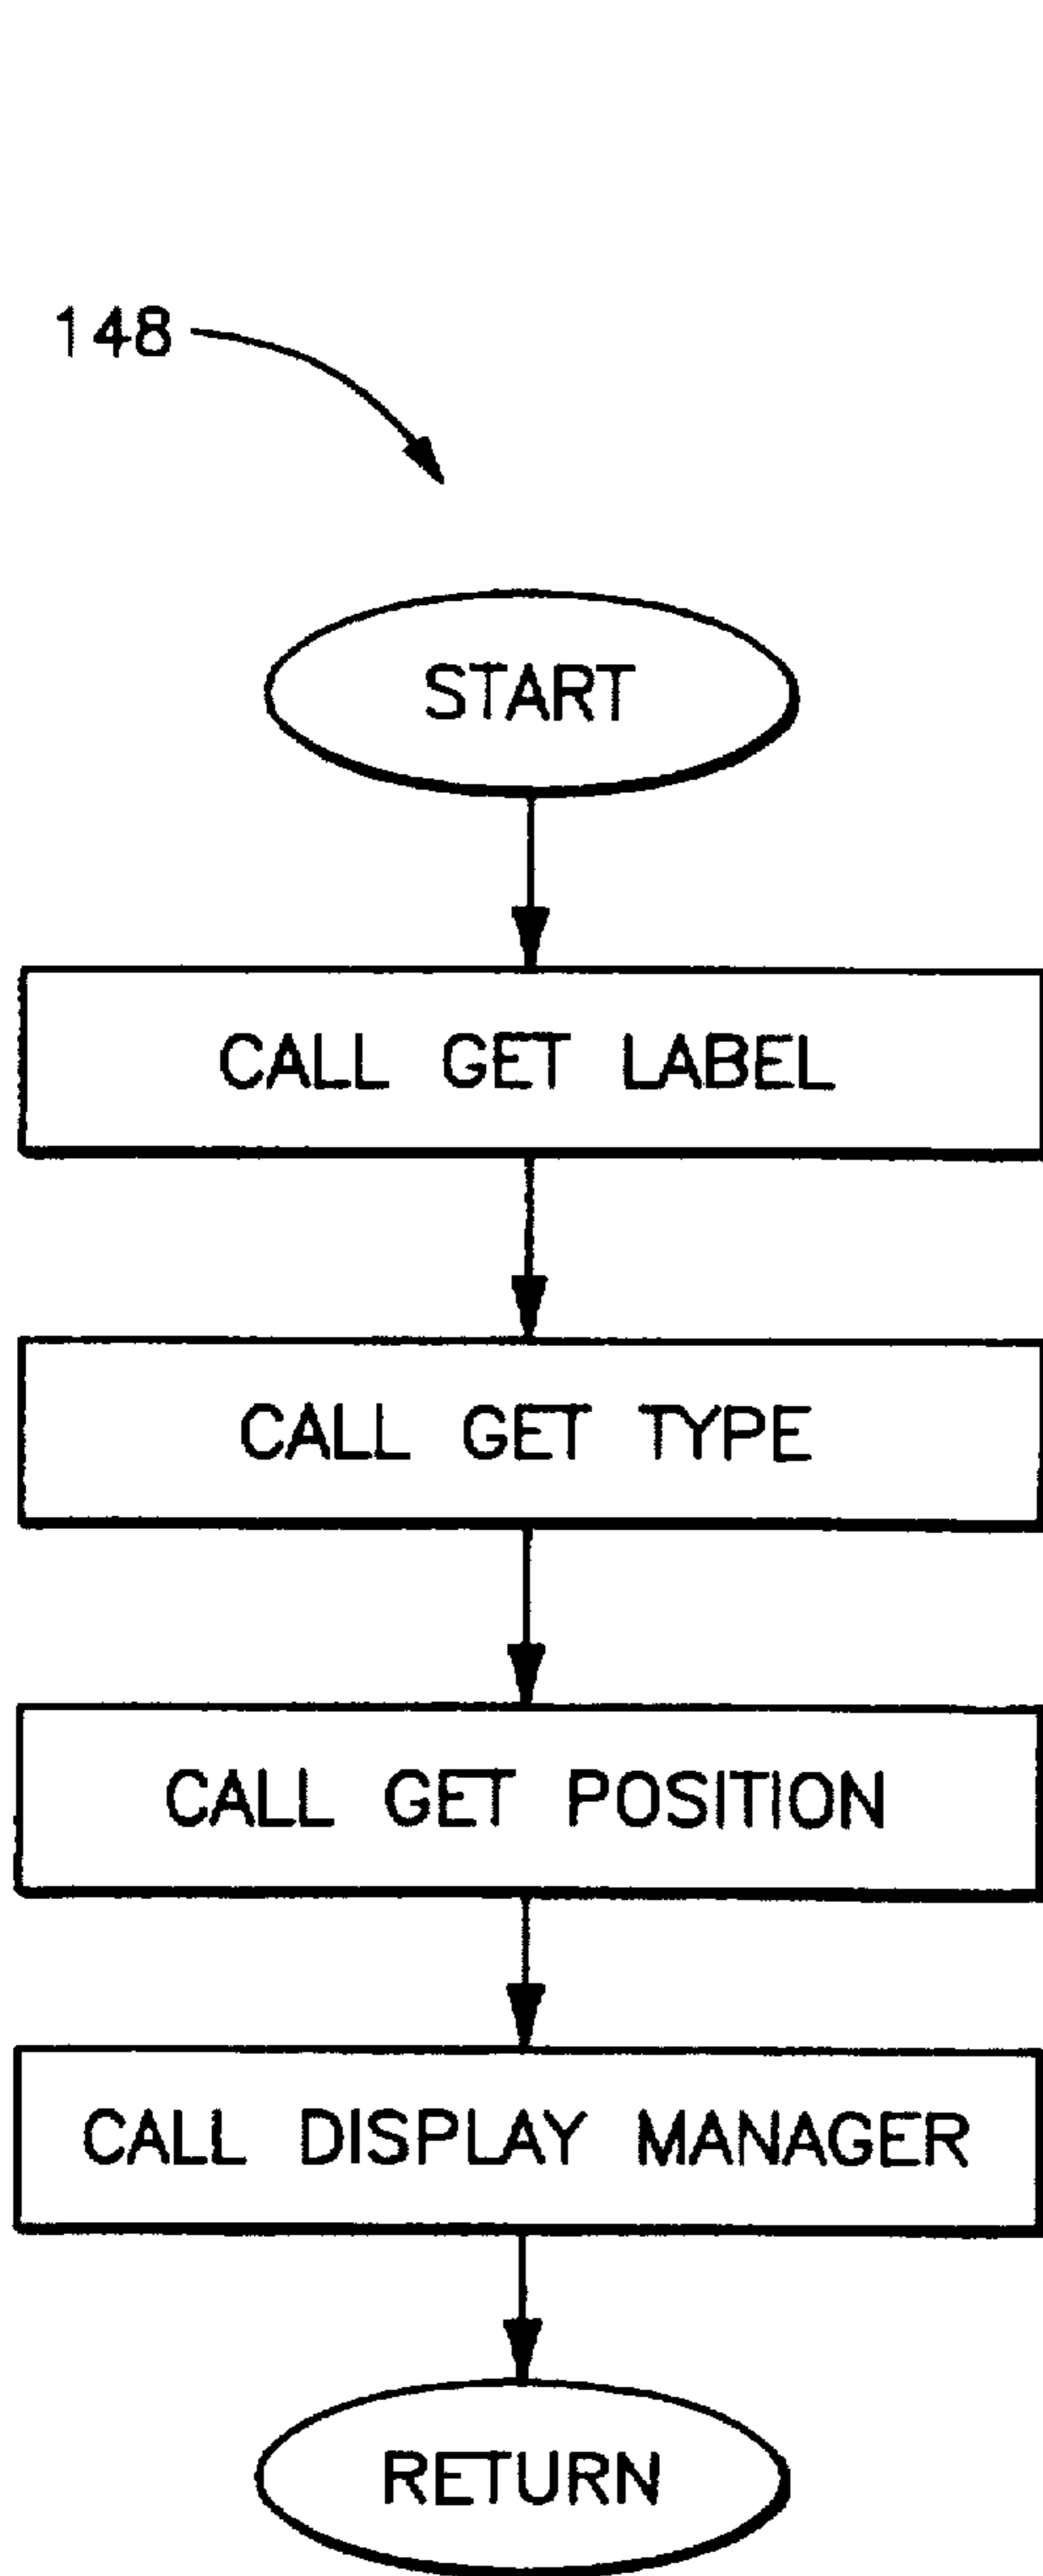 148
START
CALL GET LABEL
CALL GET TYPE
CALL GET POSITION
CALL DISPLAY MANAGER
RETURN